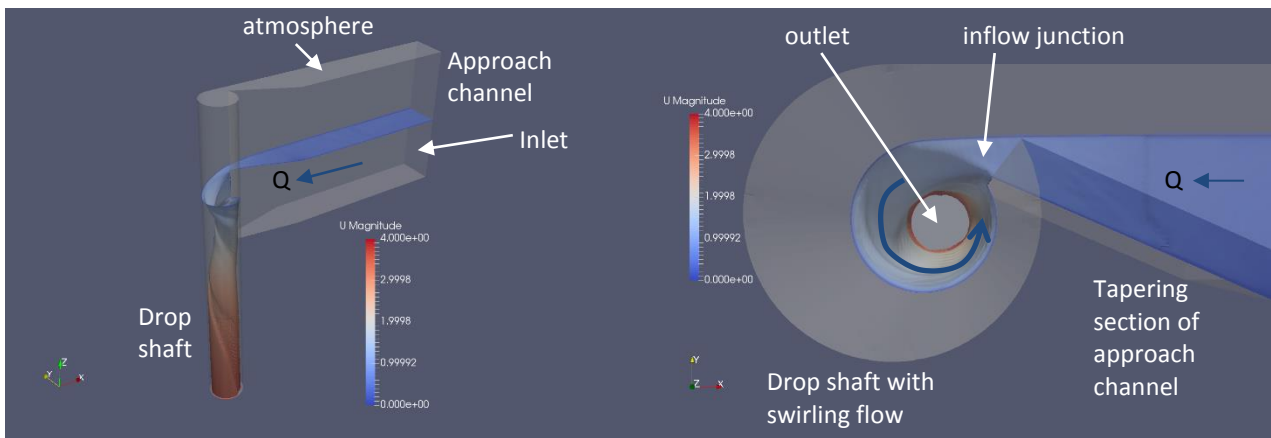 atmosphere
Approach
channel
Inlet
Q
U Magnitude
4.000e+00
2.9998
1.9998
0.99992
0.000e+00
Drop
shaft
Y
Z
X
outlet
inflow junction
U Magnitude
4.000e+00
2.9998
1.9998
0.99992
0.000e+00
Q
Tapering
section of
approach
channel
Y
Z
X
Drop shaft with
swirling flow